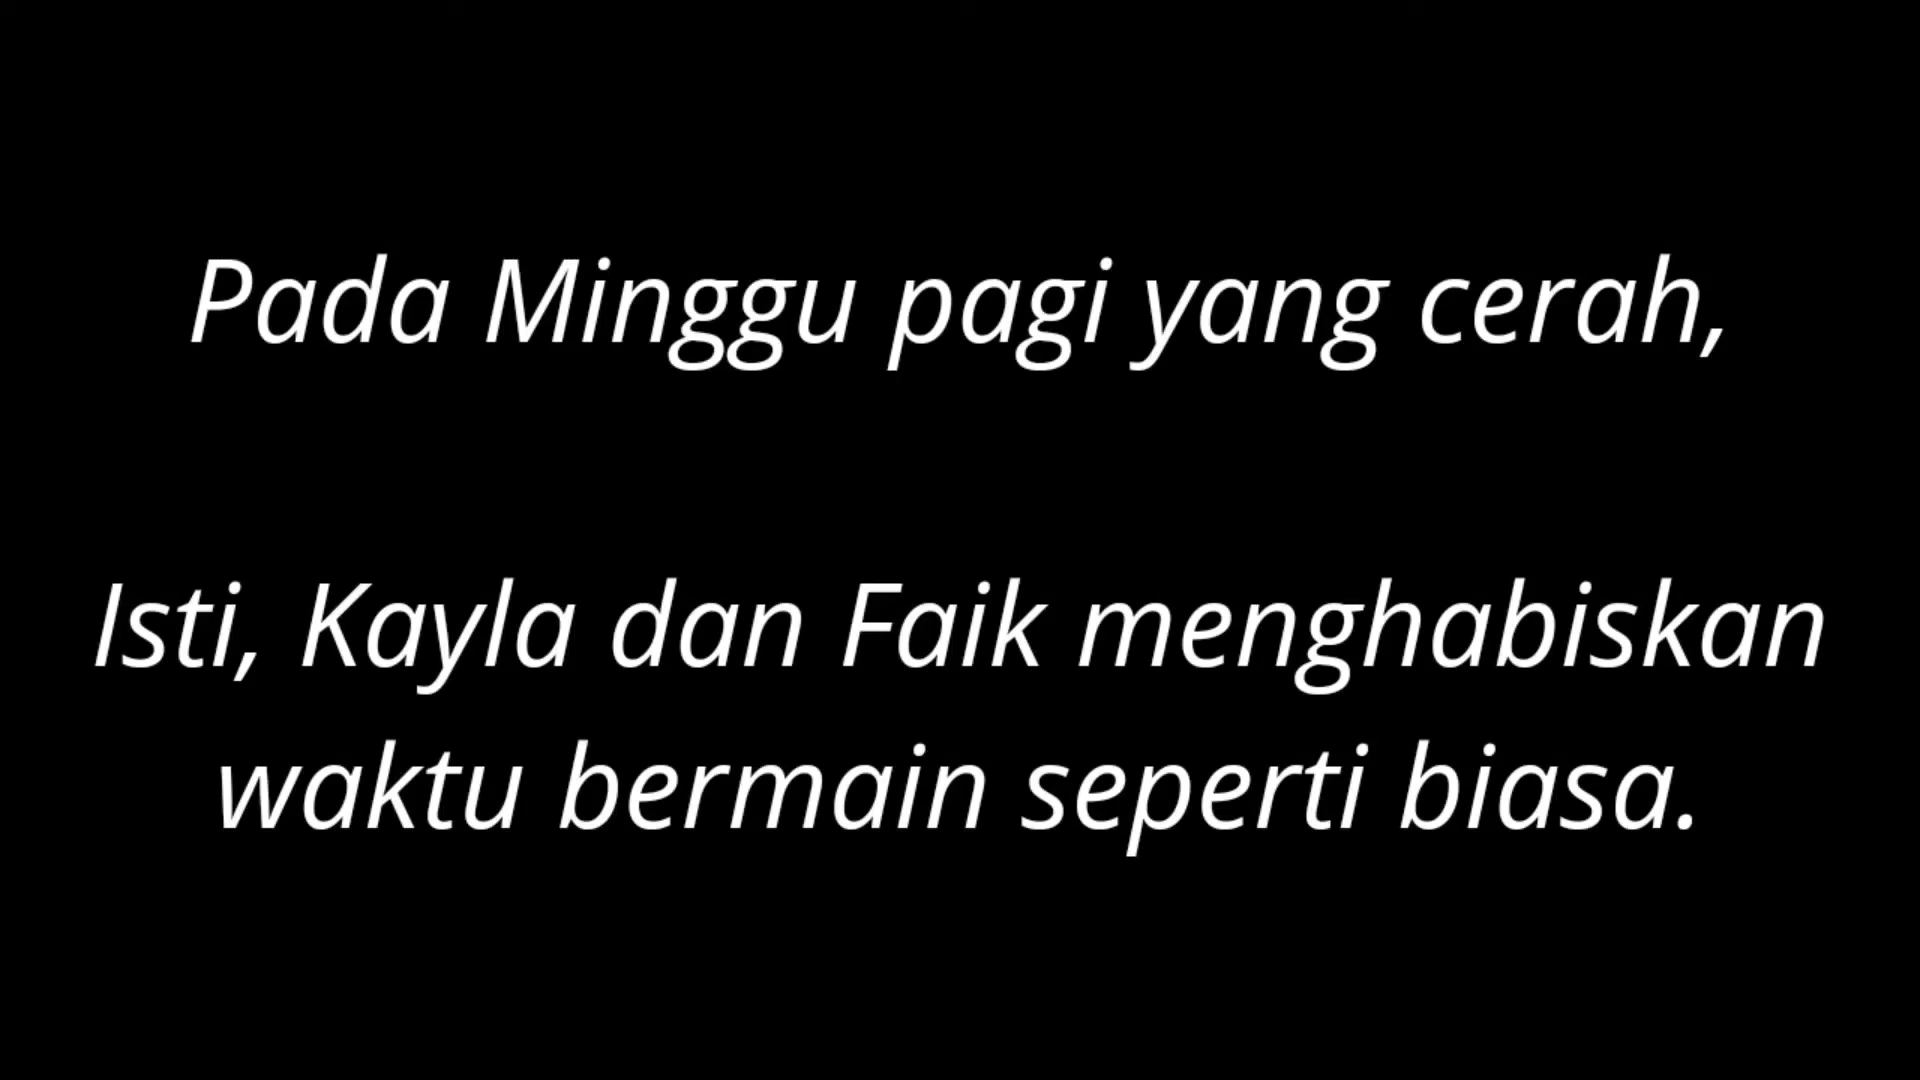 Pada Minggu pagi yang cerah,
Isti, Kayla dan Faik menghabiskan
waktu bermain seperti biasa.